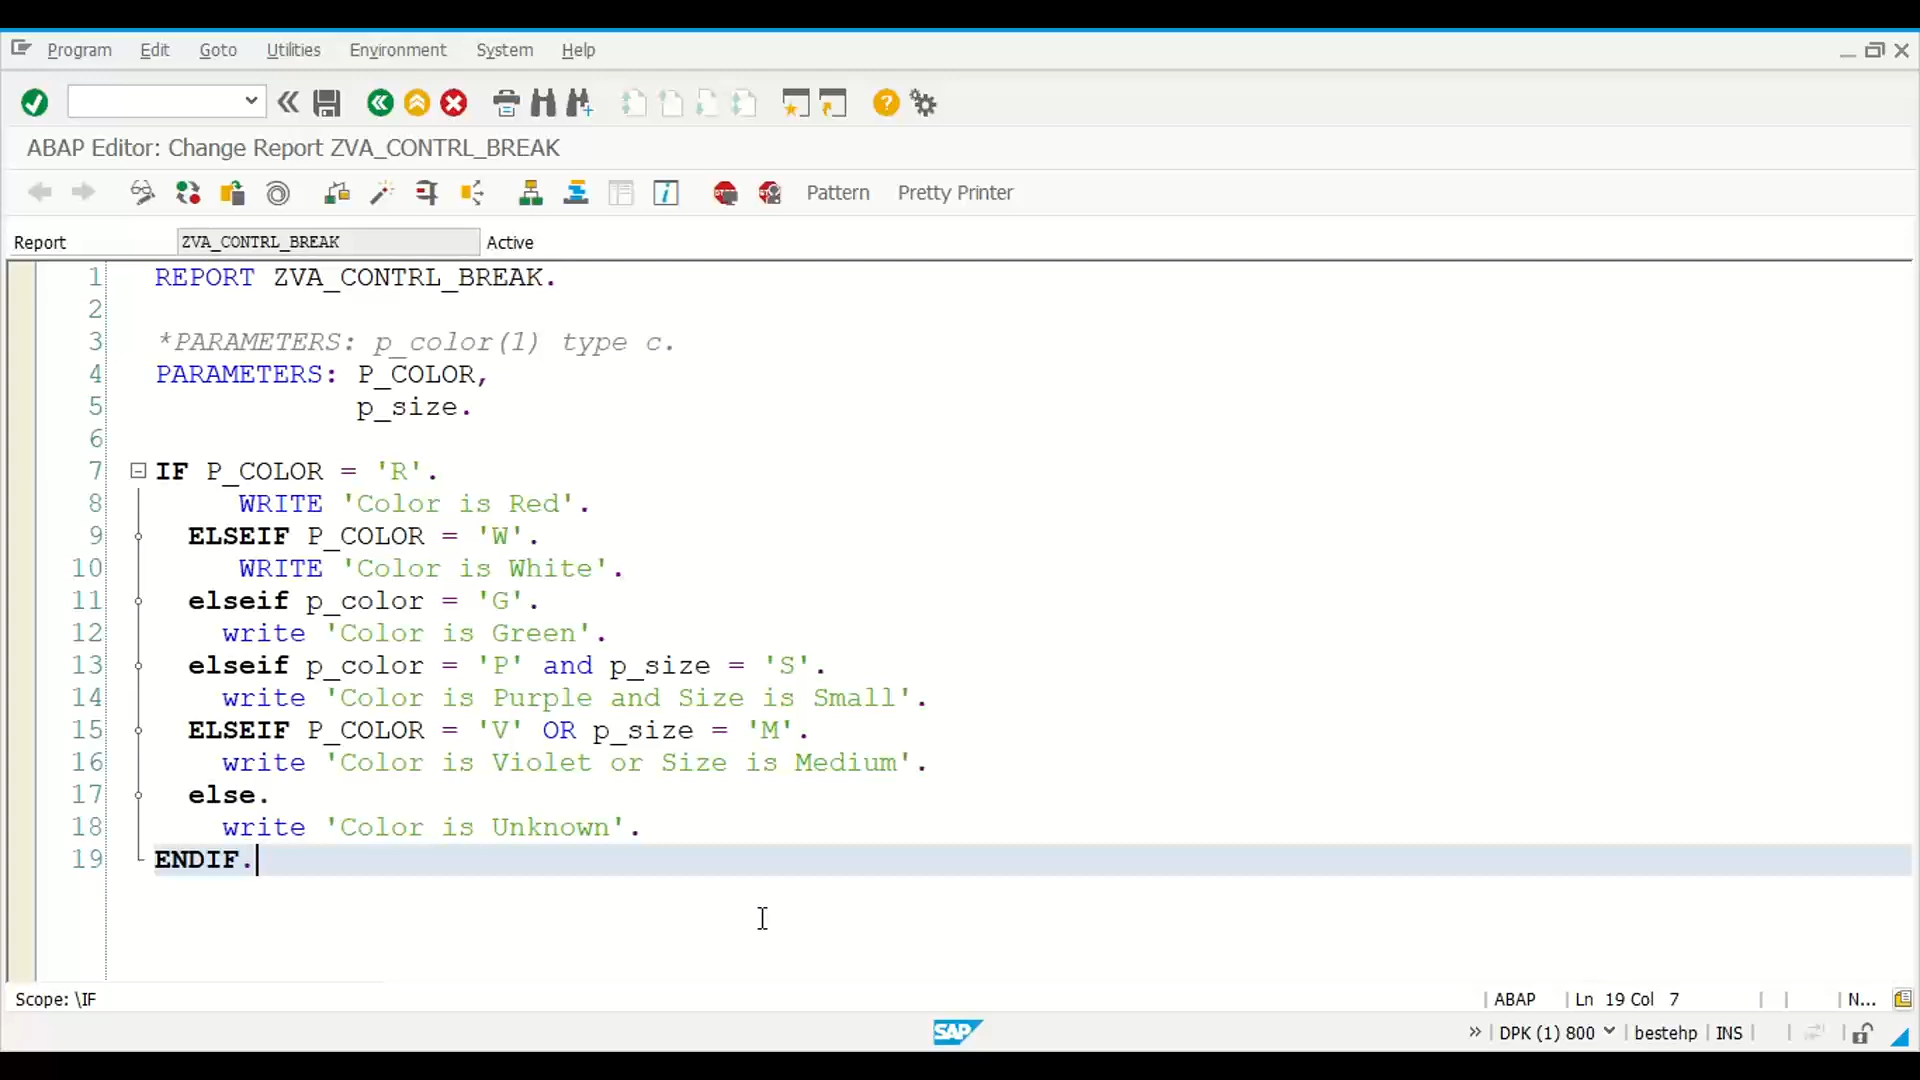 Program Edit Goto Utilities Environment System Help
ABAP Editor: Change Report ZVA_CONTRL_BREAK
Pattern Pretty Printer
Report ZVA_CONTRL_BREAK Active
1 REPORT ZVA_CONTRL_BREAK.
2
3 *PARAMETERS: p_color(1) type c.
4 PARAMETERS: P_COLOR,
5 p_size.
6
7 IF P_COLOR = 'R'.
8 WRITE 'Color is Red'.
9 ELSEIF P_COLOR = 'W'.
10 WRITE 'Color is White'.
11 elseif p_color = 'G'.
12 write 'Color is Green'.
13 elseif p_color = 'P' and p_size = 'S'.
14 write 'Color is Purple and Size is Small'.
15 ELSEIF P_COLOR = 'V' OR p_size = 'M'.
16 write 'Color is Violet or Size is Medium'.
17 else.
18 write 'Color is Unknown'.
19 ENDIF.
Scope: \IF ABAP Ln 19 Col 7 N...
SAP » DPK (1) 800 bestehp INS